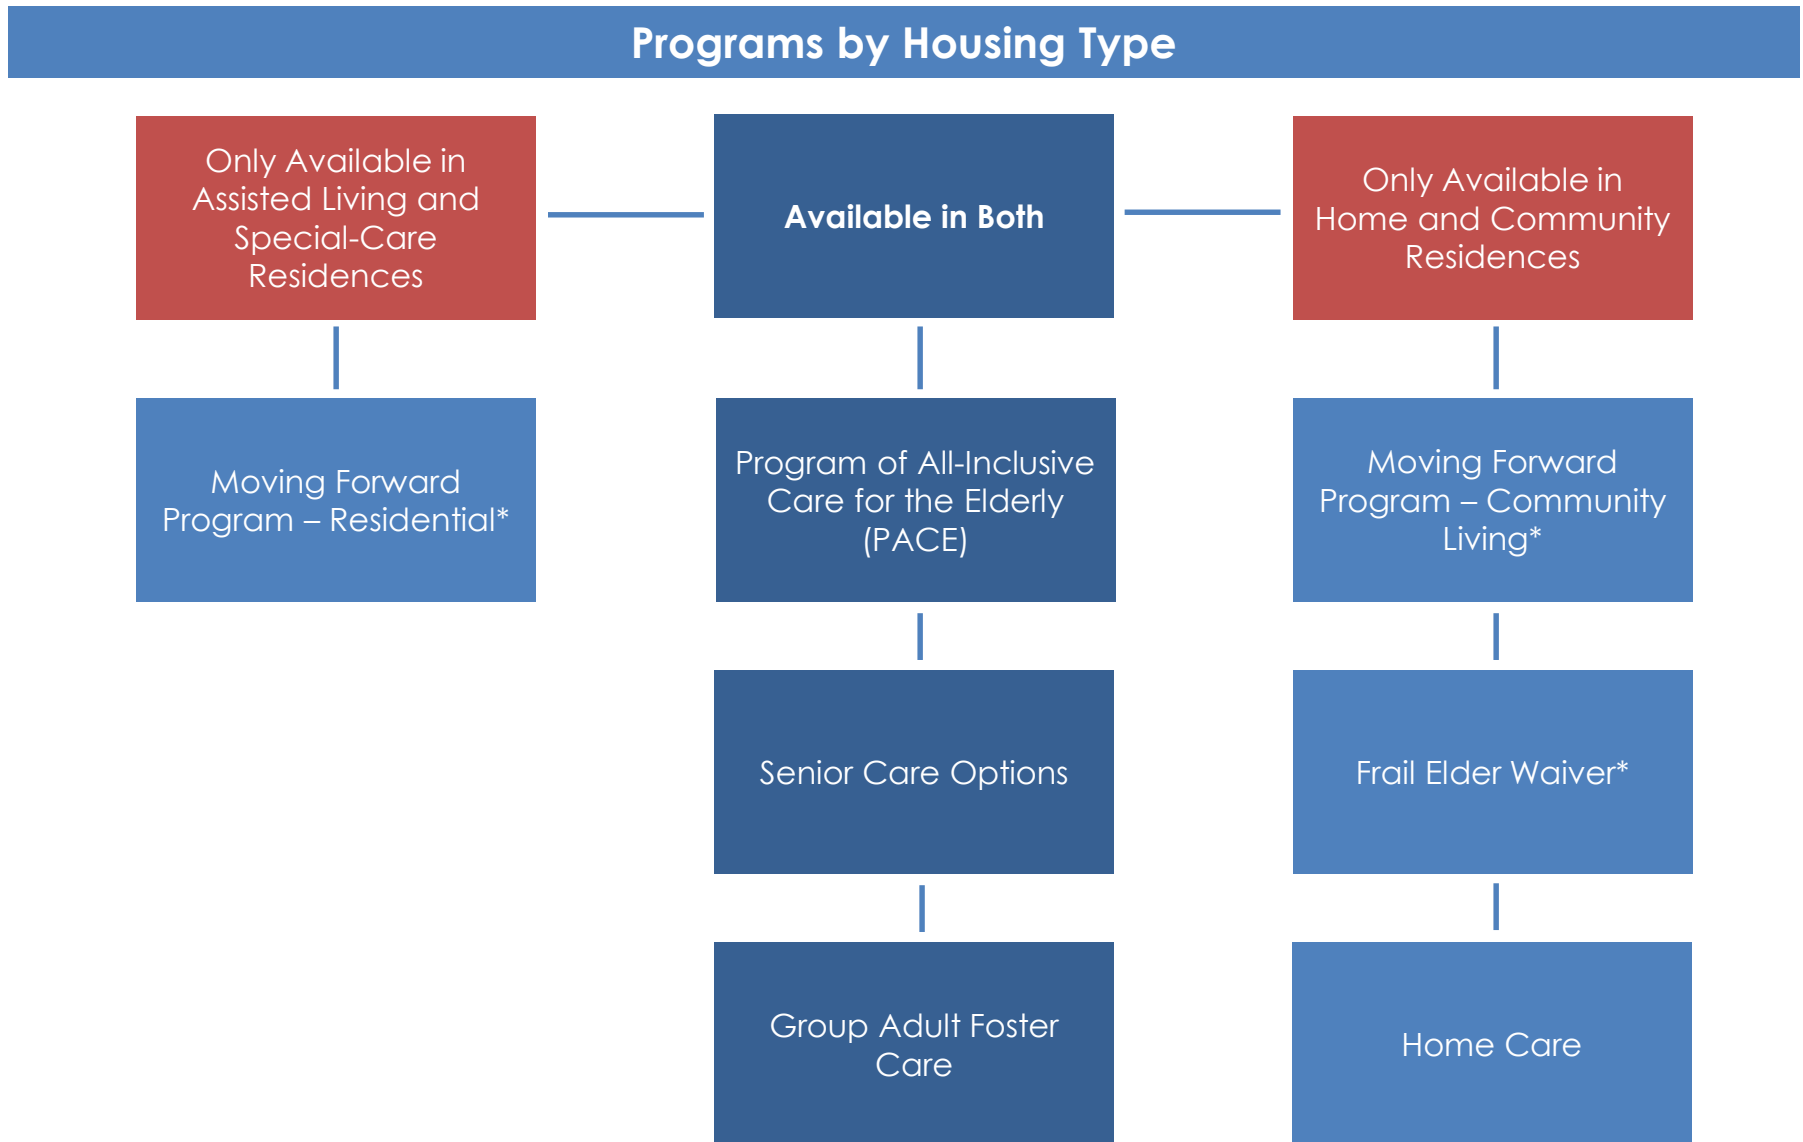 Programs by Housing Type
Only Available in
Assisted Living and
Special-Care
Residences
Available in Both
Only Available in
Home and Community
Residences
Moving Forward
Program – Residential*
Program of All-Inclusive
Care for the Elderly
(PACE)
Moving Forward
Program – Community
Living*
Senior Care Options
Frail Elder Waiver*
Group Adult Foster
Care
Home Care